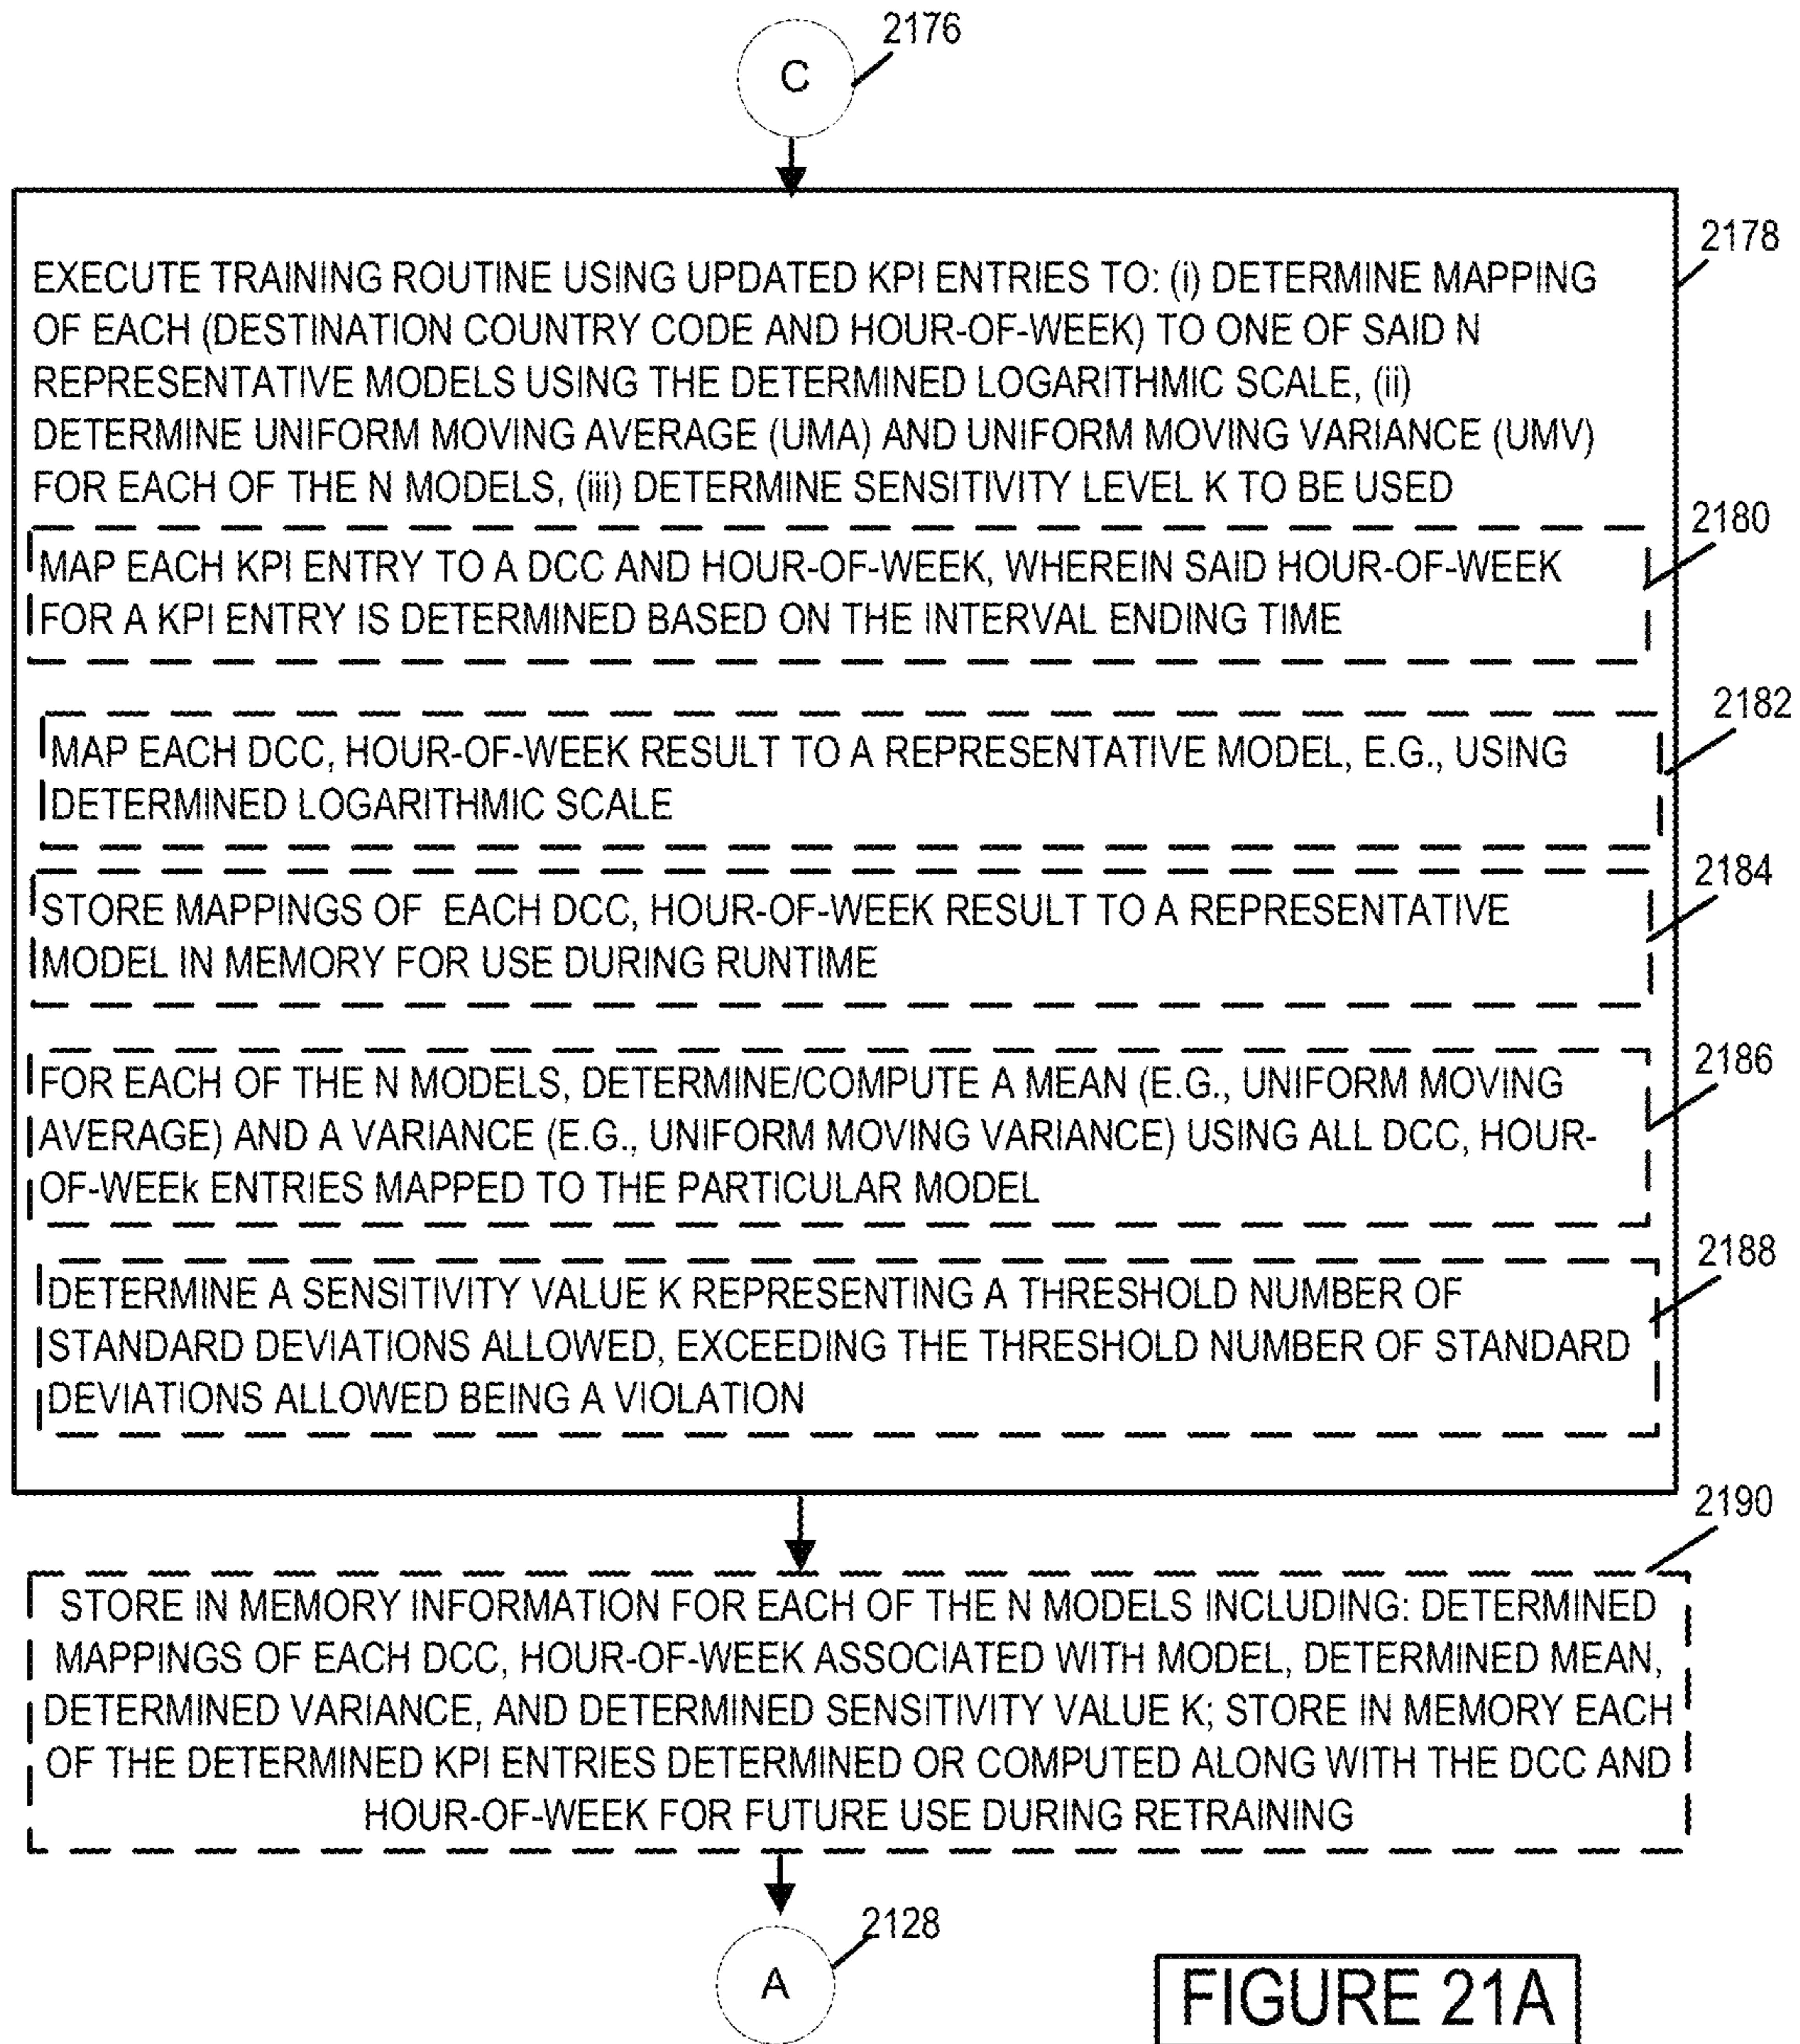 C
2176
2178
EXECUTE TRAINING ROUTINE USING UPDATED KPI ENTRIES TO: (i) DETERMINE MAPPING
OF EACH (DESTINATION COUNTRY CODE AND HOUR-OF-WEEK) TO ONE OF SAID N
REPRESENTATIVE MODELS USING THE DETERMINED LOGARITHMIC SCALE, (ii)
DETERMINE UNIFORM MOVING AVERAGE (UMA) AND UNIFORM MOVING VARIANCE (UMV)
FOR EACH OF THE N MODELS, (iii) DETERMINE SENSITIVITY LEVEL K TO BE USED
2180
MAP EACH KPI ENTRY TO A DCC AND HOUR-OF-WEEK, WHEREIN SAID HOUR-OF-WEEK
FOR A KPI ENTRY IS DETERMINED BASED ON THE INTERVAL ENDING TIME
2182
MAP EACH DCC, HOUR-OF-WEEK RESULT TO A REPRESENTATIVE MODEL, E.G., USING
DETERMINED LOGARITHMIC SCALE
2184
STORE MAPPINGS OF EACH DCC, HOUR-OF-WEEK RESULT TO A REPRESENTATIVE
MODEL IN MEMORY FOR USE DURING RUNTIME
2186
FOR EACH OF THE N MODELS, DETERMINE/COMPUTE A MEAN (E.G., UNIFORM MOVING
AVERAGE) AND A VARIANCE (E.G., UNIFORM MOVING VARIANCE) USING ALL DCC, HOUR-
OF-WEEk ENTRIES MAPPED TO THE PARTICULAR MODEL
2188
DETERMINE A SENSITIVITY VALUE K REPRESENTING A THRESHOLD NUMBER OF
STANDARD DEVIATIONS ALLOWED, EXCEEDING THE THRESHOLD NUMBER OF STANDARD
DEVIATIONS ALLOWED BEING A VIOLATION
2190
STORE IN MEMORY INFORMATION FOR EACH OF THE N MODELS INCLUDING: DETERMINED
MAPPINGS OF EACH DCC, HOUR-OF-WEEK ASSOCIATED WITH MODEL, DETERMINED MEAN,
DETERMINED VARIANCE, AND DETERMINED SENSITIVITY VALUE K; STORE IN MEMORY EACH
OF THE DETERMINED KPI ENTRIES DETERMINED OR COMPUTED ALONG WITH THE DCC AND
HOUR-OF-WEEK FOR FUTURE USE DURING RETRAINING
2128
A
FIGURE 21A